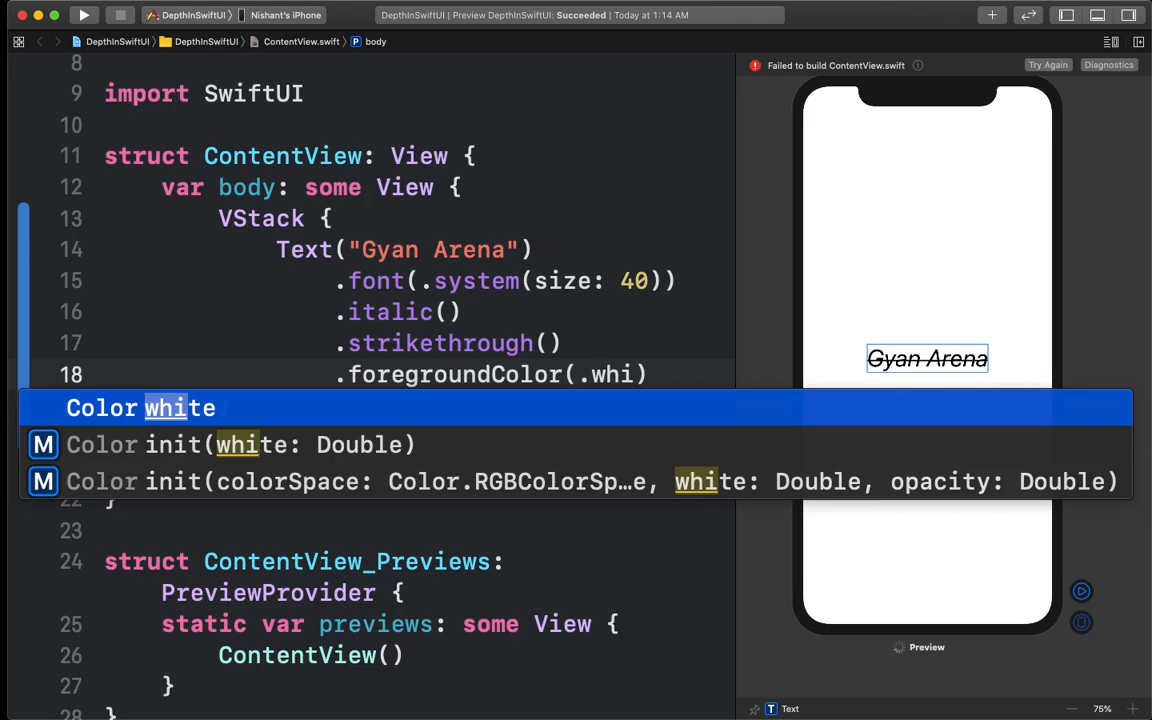 DepthInSwiftUI ⟩ Nishant's iPhone
DepthInSwiftUI | Preview DepthInSwiftUI: Succeeded | Today at 1:14 AM
DepthInSwiftUI ⟩ DepthInSwiftUI ⟩ ContentView.swift ⟩ P body
Failed to build ContentView.swift
Try Again
Diagnostics
8
9 import SwiftUI
10
11 struct ContentView: View {
12 var body: some View {
13 VStack {
14 Text("Gyan Arena")
15 .font(.system(size: 40))
16 .italic()
17 .strikethrough()
18 .foregroundColor(.whi)
Color white
M Color init(white: Double)
M Color init(colorSpace: Color.RGBColorSp…e, white: Double, opacity: Double)
22 }
23
24 struct ContentView_Previews:
PreviewProvider {
25 static var previews: some View {
26 ContentView()
27 }
28 }
Gyan Arena
Preview
T Text
75%